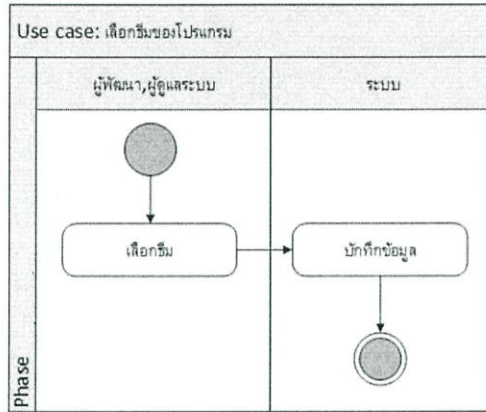 Use case: เลือกธีมของโปรแกรม
ผู้พัฒนา,ผู้ดูแลระบบ
ระบบ
เลือกธีม
บักทึกข้อมูล
Phase